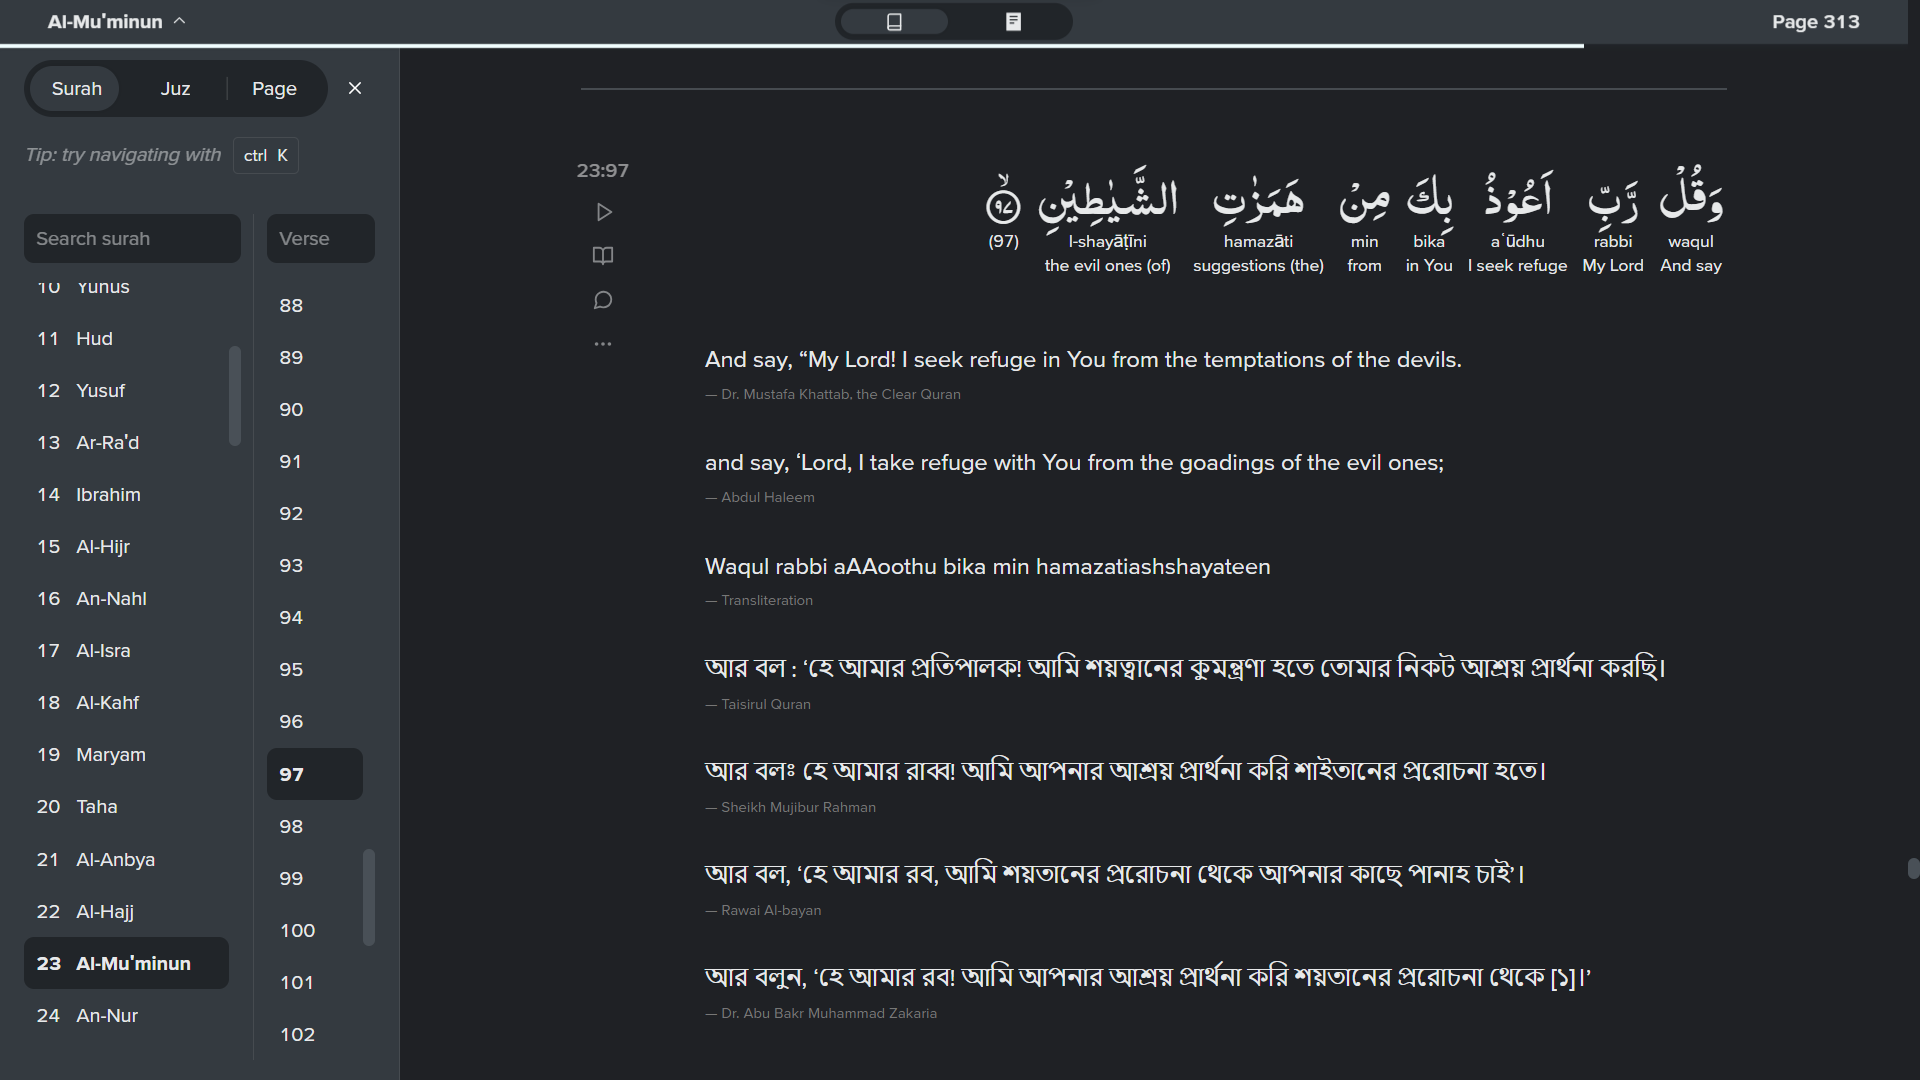 Al-Mu'minun
Page 313
Surah Juz Page
Tip: try navigating with ctrl K
Search surah
Verse
10 Yunus
11 Hud
12 Yusuf
13 Ar-Ra'd
14 Ibrahim
15 Al-Hijr
16 An-Nahl
17 Al-Isra
18 Al-Kahf
19 Maryam
20 Taha
21 Al-Anbya
22 Al-Hajj
23 Al-Mu'minun
24 An-Nur
88
89
90
91
92
93
94
95
96
97
98
99
100
101
102
23:97
وَقُلْ رَّبِّ اَعُوْذُ بِكَ مِنْ هَمَزٰتِ الشَّيٰطِيْنِ ۙ ٩٧
(97) l-shayāṭīni hamazāti min bika aʿūdhu rabbi waqul
the evil ones (of) suggestions (the) from in You I seek refuge My Lord And say
And say, “My Lord! I seek refuge in You from the temptations of the devils.
— Dr. Mustafa Khattab, the Clear Quran
and say, ‘Lord, I take refuge with You from the goadings of the evil ones;
— Abdul Haleem
Waqul rabbi aAAoothu bika min hamazatiashshayateen
— Transliteration
আর বল : ‘হে আমার প্রতিপালক! আমি শয়ত্বানের কুমন্ত্রণা হতে তোমার নিকট আশ্রয় প্রার্থনা করছি।
— Taisirul Quran
আর বলঃ হে আমার রাব্ব! আমি আপনার আশ্রয় প্রার্থনা করি শাইতানের প্ররোচনা হতে।
— Sheikh Mujibur Rahman
আর বল, ‘হে আমার রব, আমি শয়তানের প্ররোচনা থেকে আপনার কাছে পানাহ চাই’।
— Rawai Al-bayan
আর বলুন, ‘হে আমার রব! আমি আপনার আশ্রয় প্রার্থনা করি শয়তানের প্ররোচনা থেকে [১]।’
— Dr. Abu Bakr Muhammad Zakaria